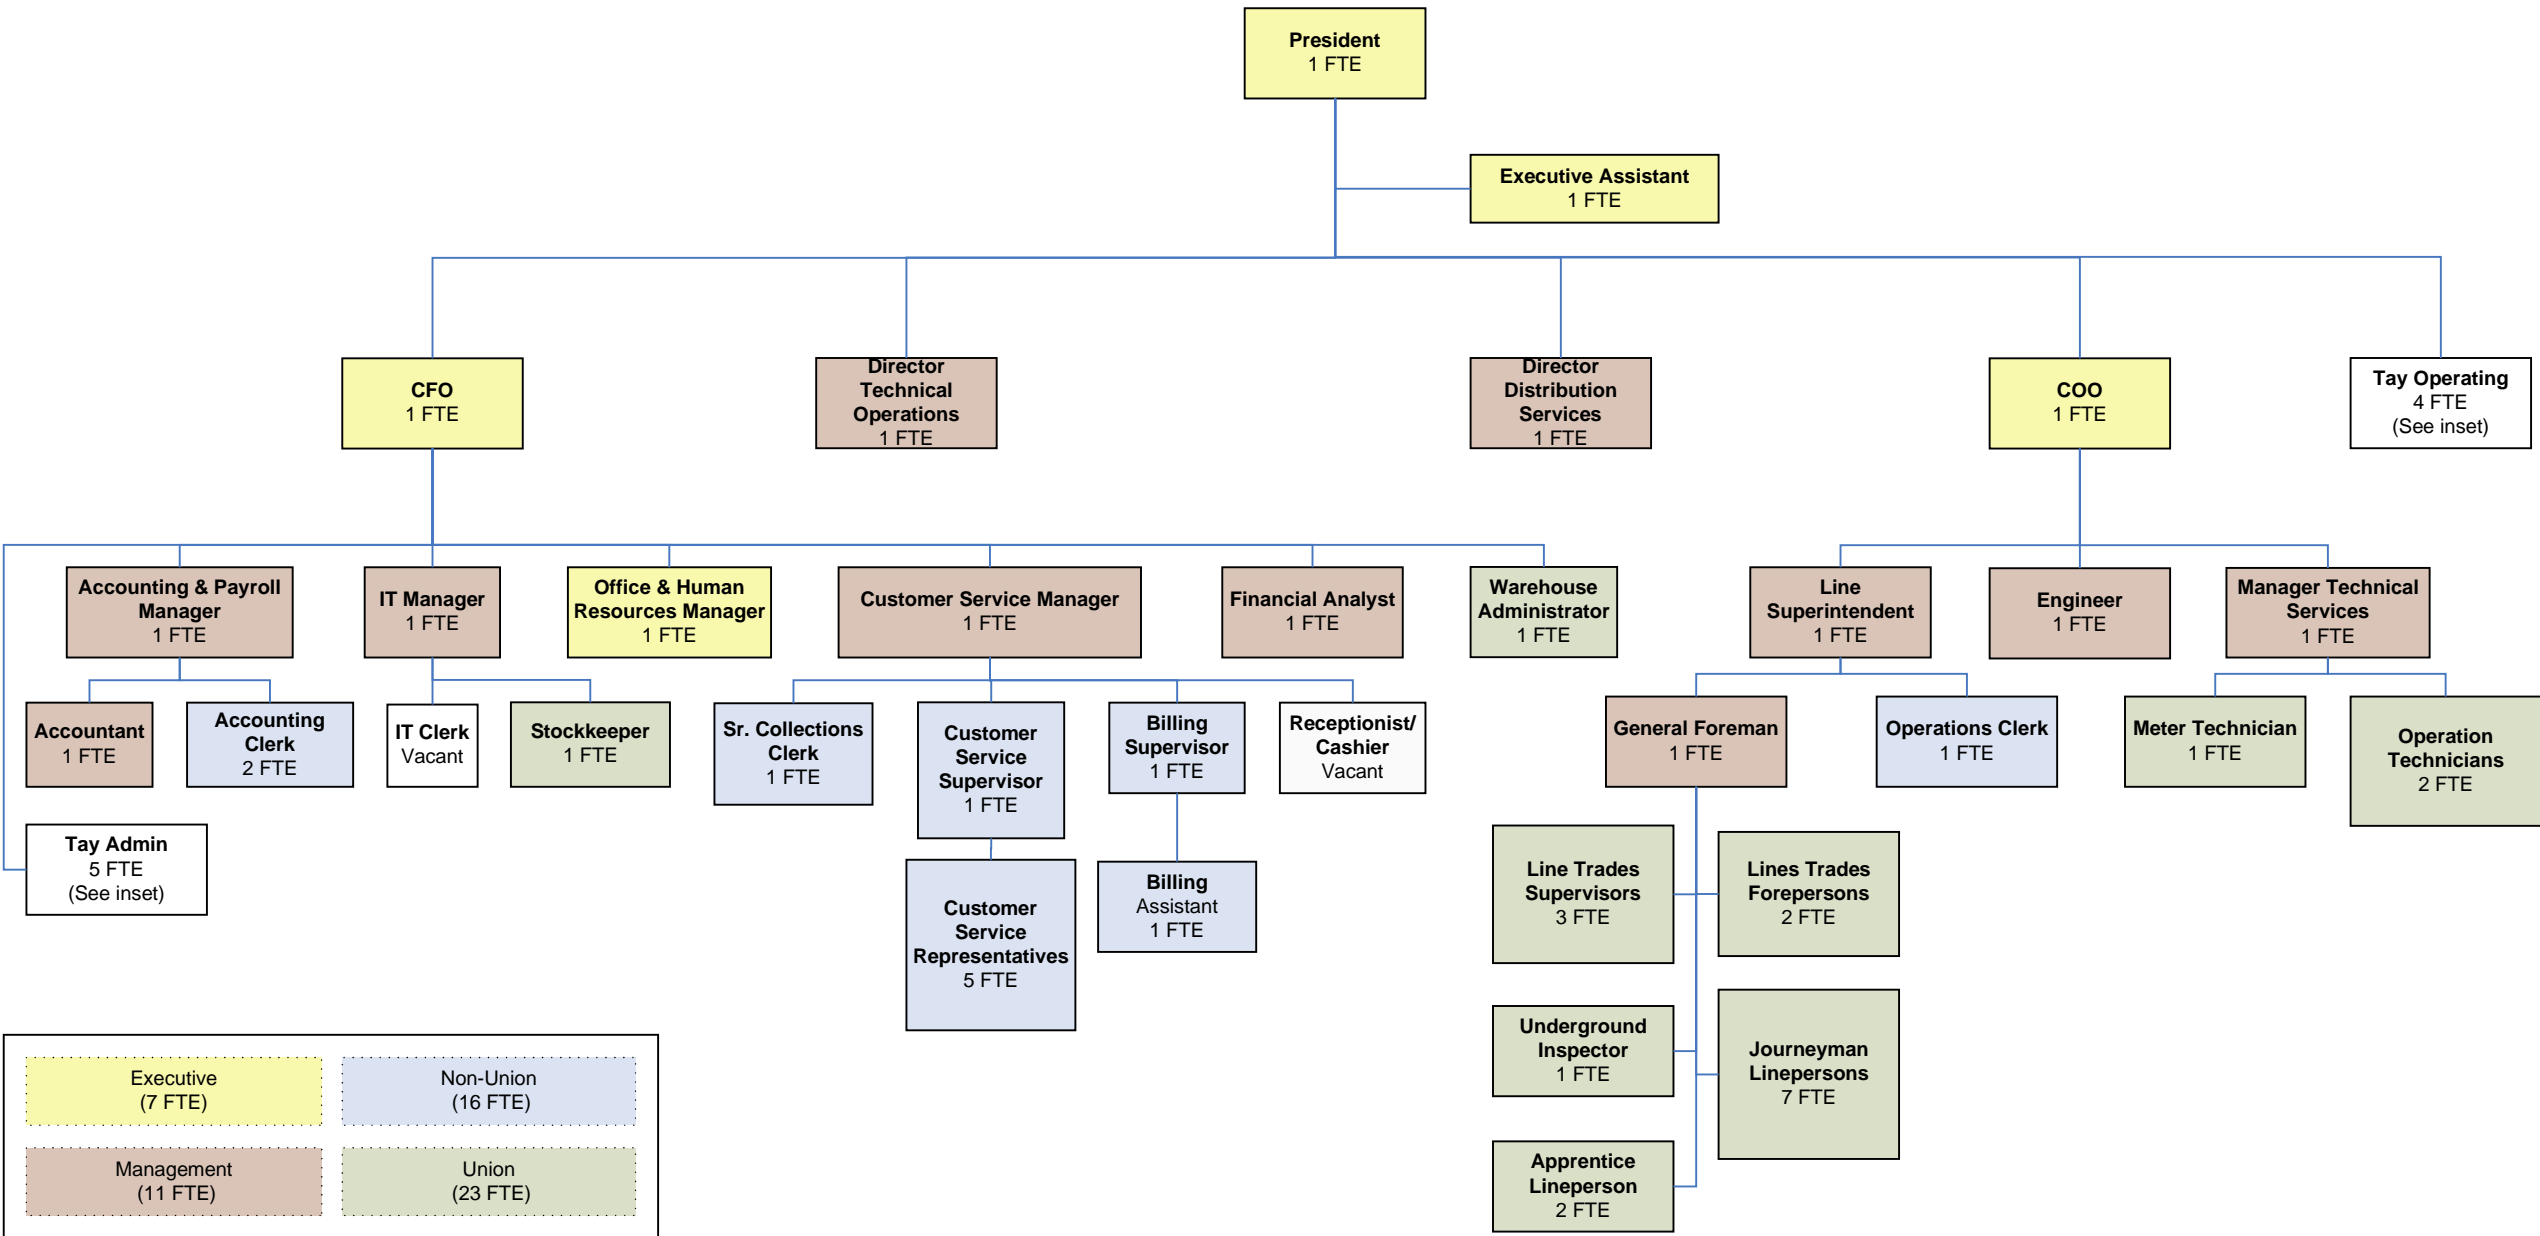 President
1 FTE
Executive Assistant
1 FTE
CFO
1 FTE
Director
Technical
Operations
1 FTE
Director
Distribution
Services
1 FTE
COO
1 FTE
Tay Operating
4 FTE
(See inset)
Accounting & Payroll
Manager
1 FTE
IT Manager
1 FTE
Office & Human
Resources Manager
1 FTE
Customer Service Manager
1 FTE
Financial Analyst
1 FTE
Warehouse
Administrator
1 FTE
Line
Superintendent
1 FTE
Engineer
1 FTE
Manager Technical
Services
1 FTE
Accountant
1 FTE
Accounting
Clerk
2 FTE
IT Clerk
Vacant
Stockkeeper
1 FTE
Sr. Collections
Clerk
1 FTE
Customer
Service
Supervisor
1 FTE
Billing
Supervisor
1 FTE
Receptionist/
Cashier
Vacant
General Foreman
1 FTE
Operations Clerk
1 FTE
Meter Technician
1 FTE
Operation
Technicians
2 FTE
Tay Admin
5 FTE
(See inset)
Customer
Service
Representatives
5 FTE
Billing
Assistant
1 FTE
Line Trades
Supervisors
3 FTE
Lines Trades
Forepersons
2 FTE
Underground
Inspector
1 FTE
Journeyman
Linepersons
7 FTE
Apprentice
Lineperson
2 FTE
Executive
(7 FTE)
Non-Union
(16 FTE)
Management
(11 FTE)
Union
(23 FTE)